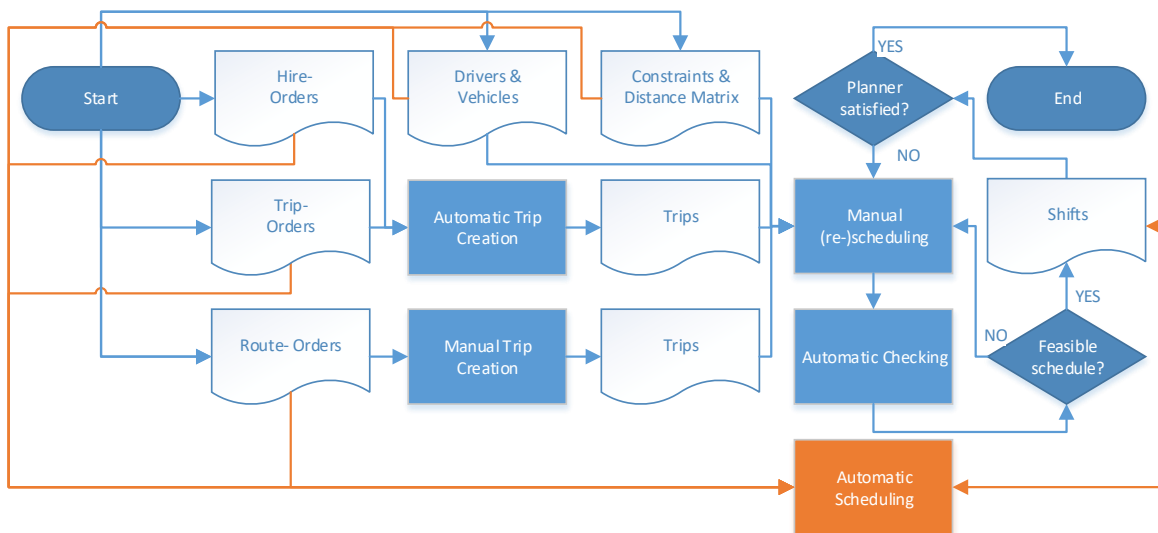 Start
Hire-
Orders
Drivers &
Vehicles
Constraints &
Distance Matrix
YES
Planner
satisfied?
End
NO
Trip-
Orders
Automatic Trip
Creation
Trips
Manual
(re-)scheduling
Shifts
YES
NO
Route- Orders
Manual Trip
Creation
Trips
Automatic Checking
Feasible
schedule?
Automatic
Scheduling